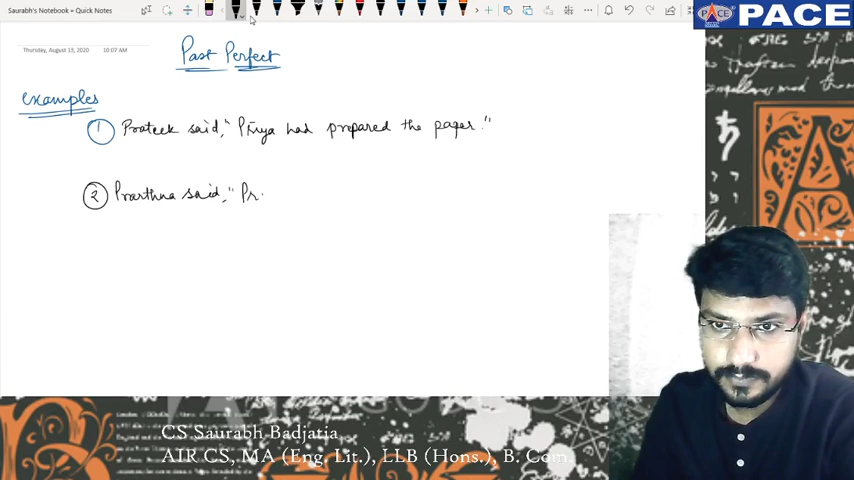 Saurabh's Notebook » Quick Notes
PACE
PACE
Thursday, August 13, 2020 10:07 AM
Past Perfect
examples
1 Prateek said, "Priya had prepared the paper."
2 Prarthna said, "Pr
A
CS Saurabh Badjatia
AIR CS, MA (Eng. Lit.), LLB (Hons.), B. Com.